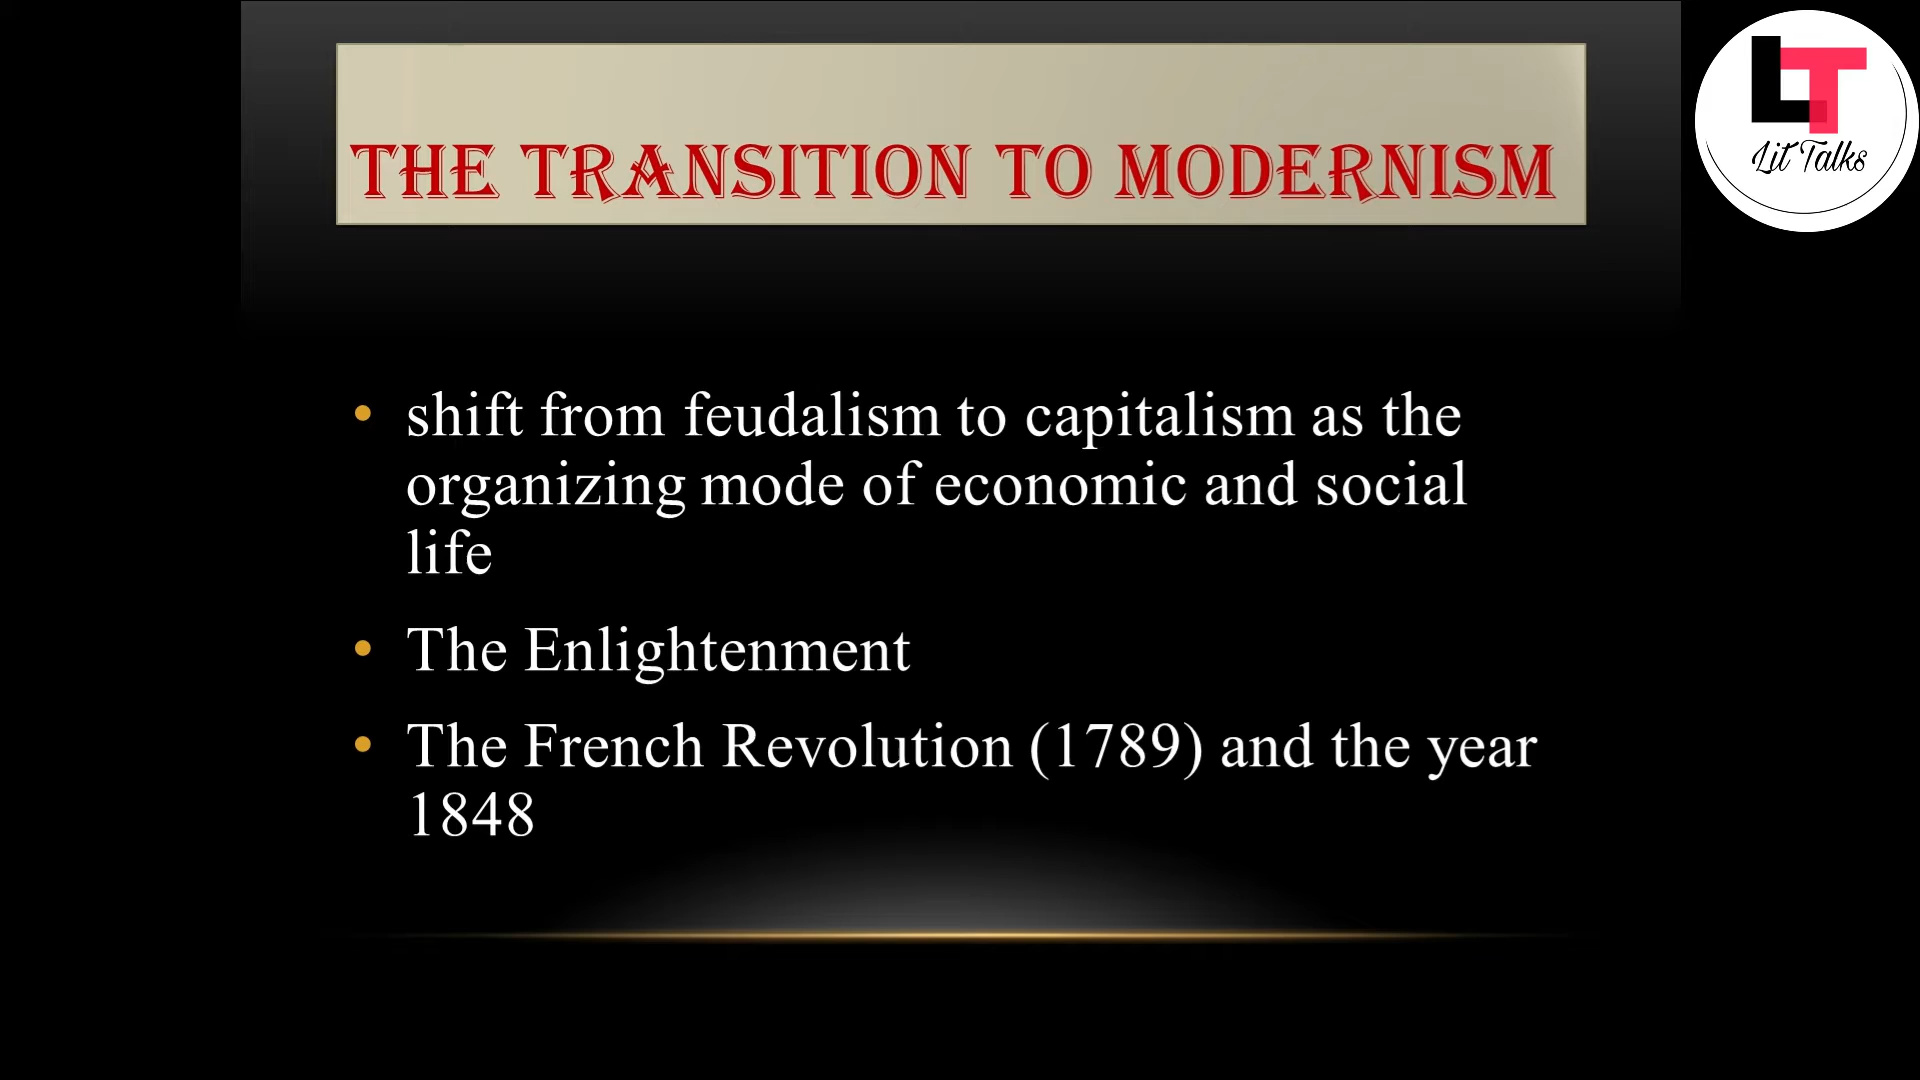 THE TRANSITION TO MODERNISM
LT
Lit Talks
• shift from feudalism to capitalism as the
organizing mode of economic and social
life
• The Enlightenment
• The French Revolution (1789) and the year
1848